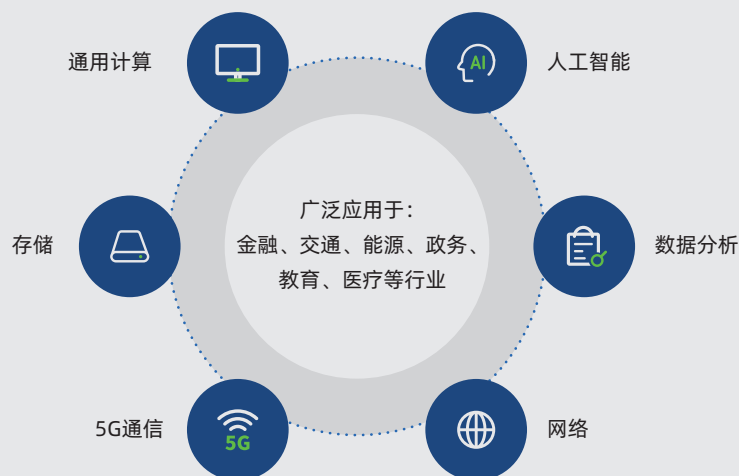 通用计算
人工智能
AI
广泛应用于：
金融、交通、能源、政务、
教育、医疗等行业
存储
数据分析
5G通信
5G
网络